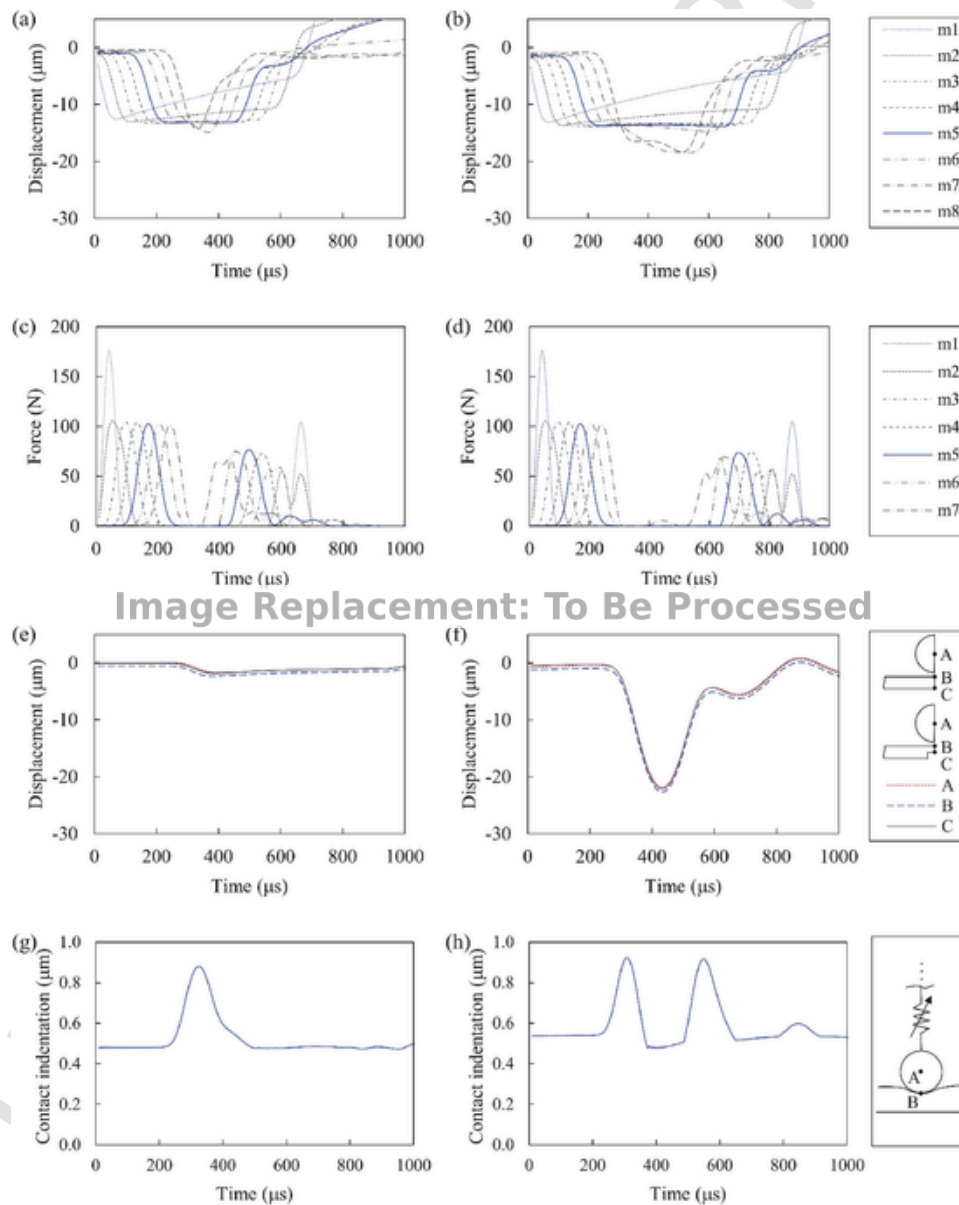 (a)
Displacement (μm)
0
-10
-20
-30
0 200 400 600 800 1000
Time (μs)
(b)
Displacement (μm)
0
-10
-20
-30
0 200 400 600 800 1000
Time (μs)
m1
m2
m3
m4
m5
m6
m7
m8
(c)
Force (N)
200
150
100
50
0
0 200 400 600 800 1000
Time (μs)
(d)
Force (N)
200
150
100
50
0
0 200 400 600 800 1000
Time (μs)
m1
m2
m3
m4
m5
m6
m7
Image Replacement: To Be Processed
(e)
Displacement (μm)
0
-10
-20
-30
0 200 400 600 800 1000
Time (μs)
(f)
Displacement (μm)
0
-10
-20
-30
0 200 400 600 800 1000
Time (μs)
A
B
C
A
B
C
A
B
C
(g)
Contact indentation (μm)
1.0
0.8
0.6
0.4
0.2
0.0
0 200 400 600 800 1000
Time (μs)
(h)
Contact indentation (μm)
1.0
0.8
0.6
0.4
0.2
0.0
0 200 400 600 800 1000
Time (μs)
A
B